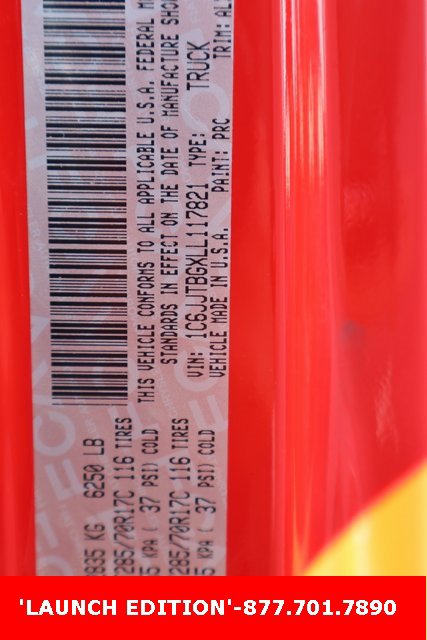 2835 KG 6250 LB
285/70R17C 116 TIRES
5 KPA ( 37 PSI) COLD
285/70R17C 116 TIRES
5 KPA ( 37 PSI) COLD
THIS VEHICLE CONFORMS TO ALL APPLICABLE U.S.A. FEDERAL
STANDARDS IN EFFECT ON THE DATE OF MANUFACTURE SHO
VIN: 1C6JJTBGXLL117821 TYPE: TRUCK
VEHICLE MADE IN U.S.A. PAINT: PRC TRIM: AL
'LAUNCH EDITION'-877.701.7890